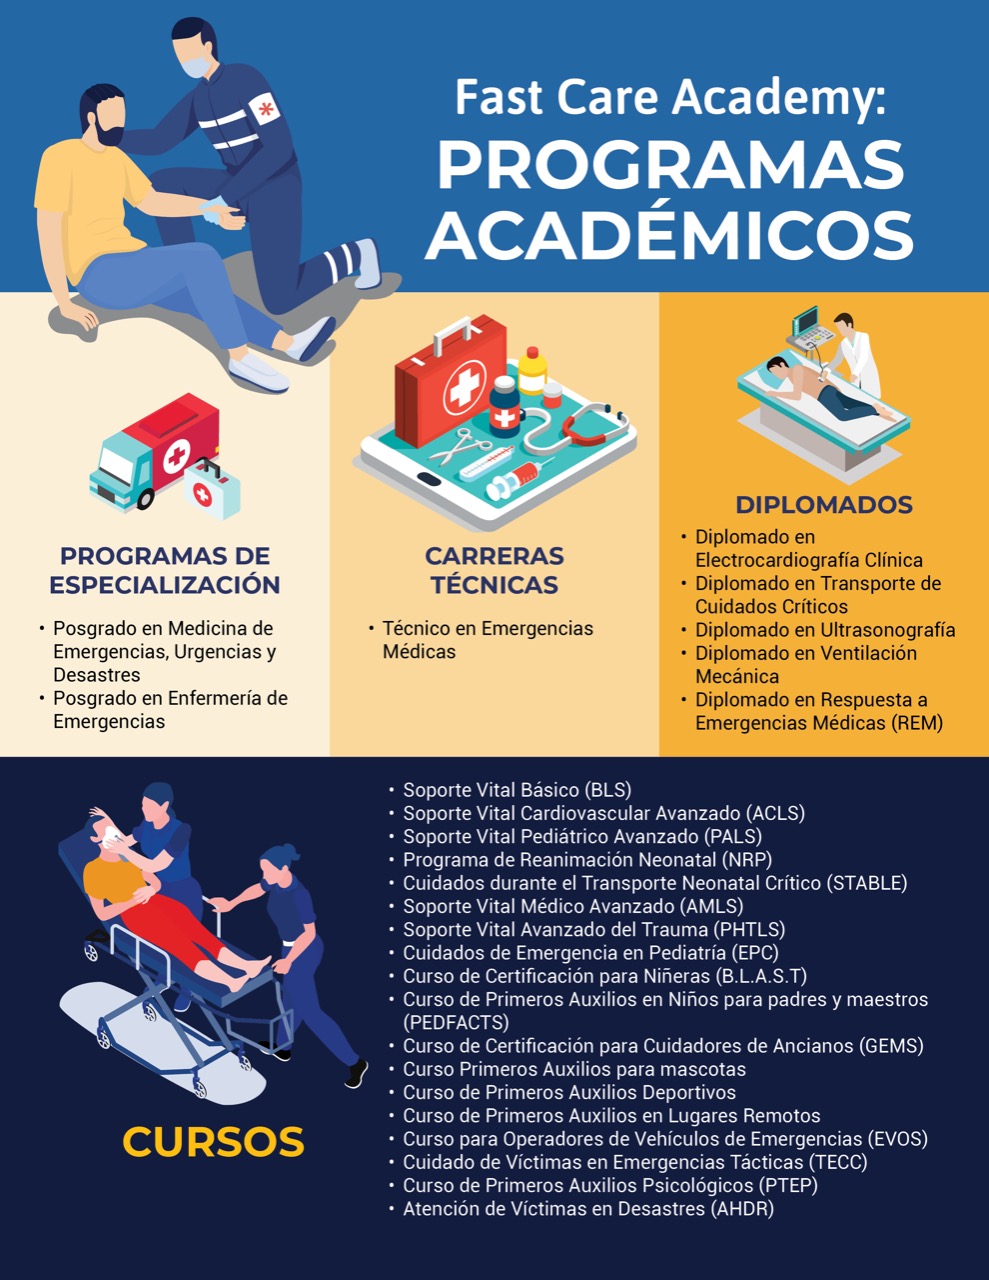 Fast Care Academy:
PROGRAMAS
ACADÉMICOS
PROGRAMAS DE
ESPECIALIZACIÓN
• Posgrado en Medicina de
Emergencias, Urgencias y
Desastres
• Posgrado en Enfermería de
Emergencias
CARRERAS
TÉCNICAS
• Técnico en Emergencias
Médicas
DIPLOMADOS
• Diplomado en
Electrocardiografía Clínica
• Diplomado en Transporte de
Cuidados Críticos
• Diplomado en Ultrasonografía
• Diplomado en Ventilación
Mecánica
• Diplomado en Respuesta a
Emergencias Médicas (REM)
CURSOS
• Soporte Vital Básico (BLS)
• Soporte Vital Cardiovascular Avanzado (ACLS)
• Soporte Vital Pediátrico Avanzado (PALS)
• Programa de Reanimación Neonatal (NRP)
• Cuidados durante el Transporte Neonatal Crítico (STABLE)
• Soporte Vital Médico Avanzado (AMLS)
• Soporte Vital Avanzado del Trauma (PHTLS)
• Cuidados de Emergencia en Pediatría (EPC)
• Curso de Certificación para Niñeras (B.L.A.S.T)
• Curso de Primeros Auxilios en Niños para padres y maestros
(PEDFACTS)
• Curso de Certificación para Cuidadores de Ancianos (GEMS)
• Curso Primeros Auxilios para mascotas
• Curso de Primeros Auxilios Deportivos
• Curso de Primeros Auxilios en Lugares Remotos
• Curso para Operadores de Vehículos de Emergencias (EVOS)
• Cuidado de Víctimas en Emergencias Tácticas (TECC)
• Curso de Primeros Auxilios Psicológicos (PTEP)
• Atención de Víctimas en Desastres (AHDR)